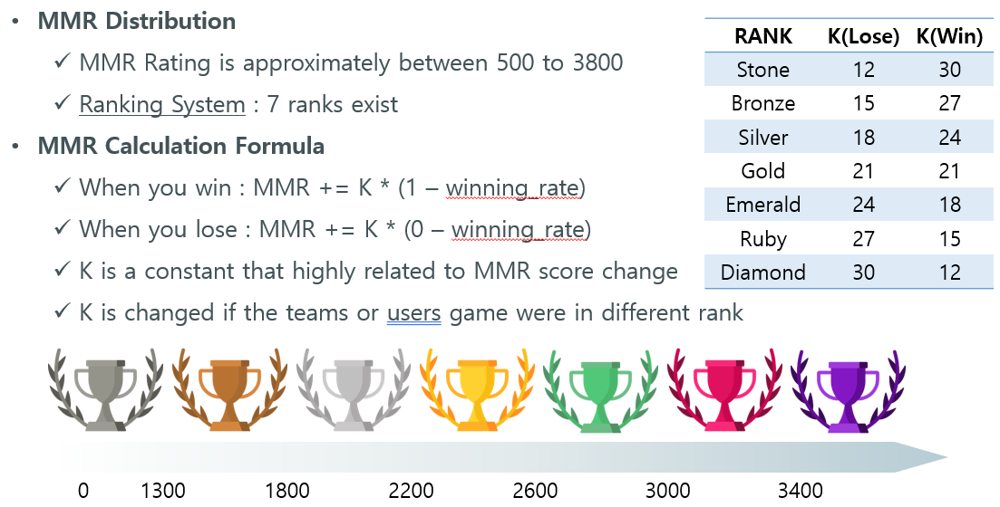 • MMR Distribution
✓ MMR Rating is approximately between 500 to 3800
✓ Ranking System : 7 ranks exist
• MMR Calculation Formula
✓ When you win : MMR += K * (1 – winning_rate)
✓ When you lose : MMR += K * (0 – winning_rate)
✓ K is a constant that highly related to MMR score change
✓ K is changed if the teams or users game were in different rank
RANK K(Lose) K(Win)
Stone 12 30
Bronze 15 27
Silver 18 24
Gold 21 21
Emerald 24 18
Ruby 27 15
Diamond 30 12
0 1300 1800 2200 2600 3000 3400